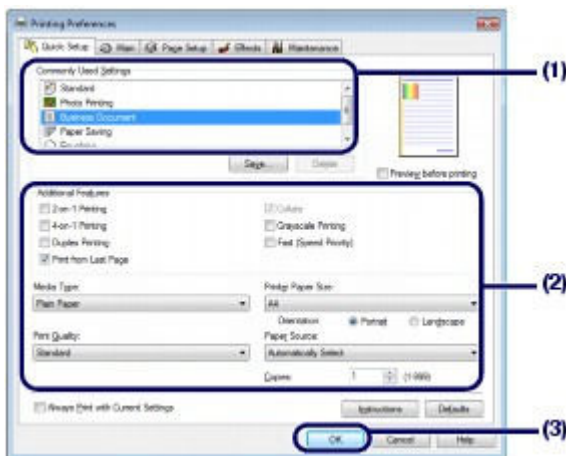 Printing Preferences
Quick Setup Main Page Setup Effects Maintenance
Commonly Used Settings
(1)
Standard
Photo Printing
Business Document
Paper Saving
Save... Delete
Preview before printing
Additional Features
2-on-1 Printing Collate
4-on-1 Printing Grayscale Printing
Duplex Printing Fast (Speed Priority)
Print from Last Page
Media Type: Printer Paper Size:
(2)
Plain Paper A4
Orientation: Portrait Landscape
Print Quality: Paper Source:
Standard Automatically Select
Copies: 1 (1-999)
Always Print with Current Settings Instructions Defaults
(3)
OK Cancel Help